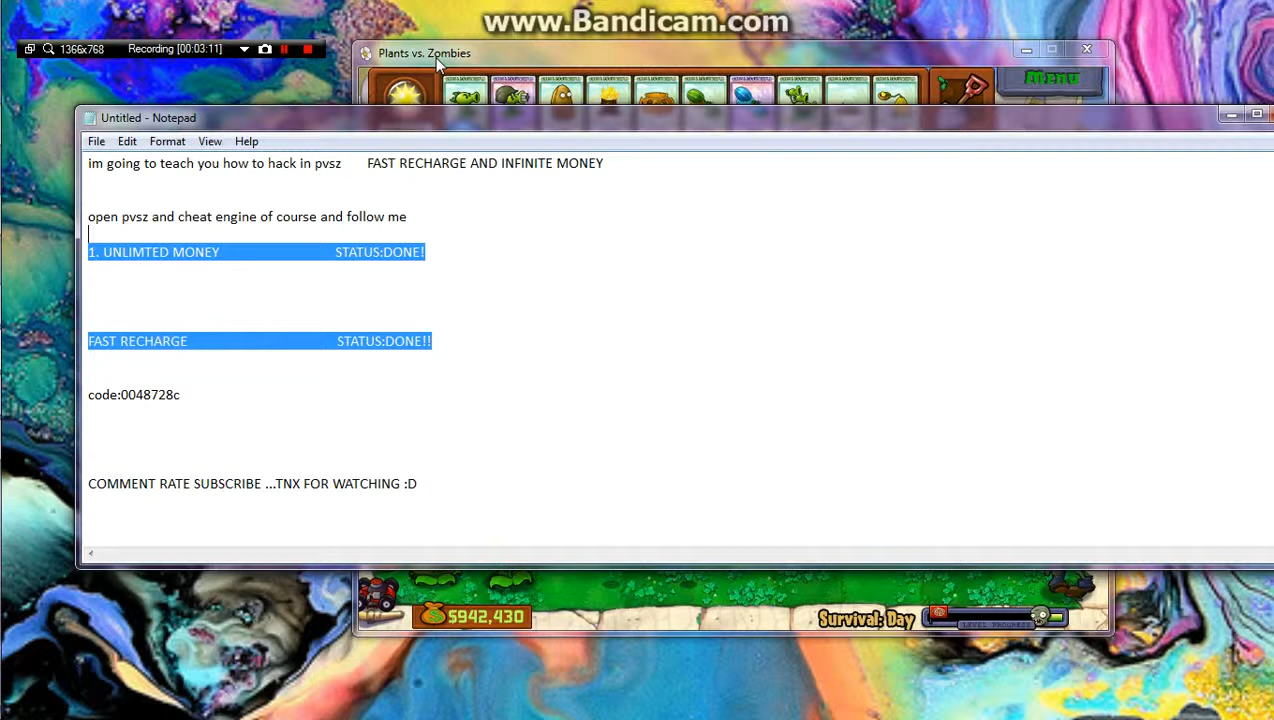 www.Bandicam.com
1366x768 Recording [00:03:11]
Plants vs. Zombies
Menu
Untitled - Notepad
File Edit Format View Help
im going to teach you how to hack in pvsz FAST RECHARGE AND INFINITE MONEY
open pvsz and cheat engine of course and follow me
1. UNLIMTED MONEY STATUS:DONE!
FAST RECHARGE STATUS:DONE!!
code:0048728c
COMMENT RATE SUBSCRIBE ...TNX FOR WATCHING :D
$942,430
Survival: Day
LEVEL PROGRESS